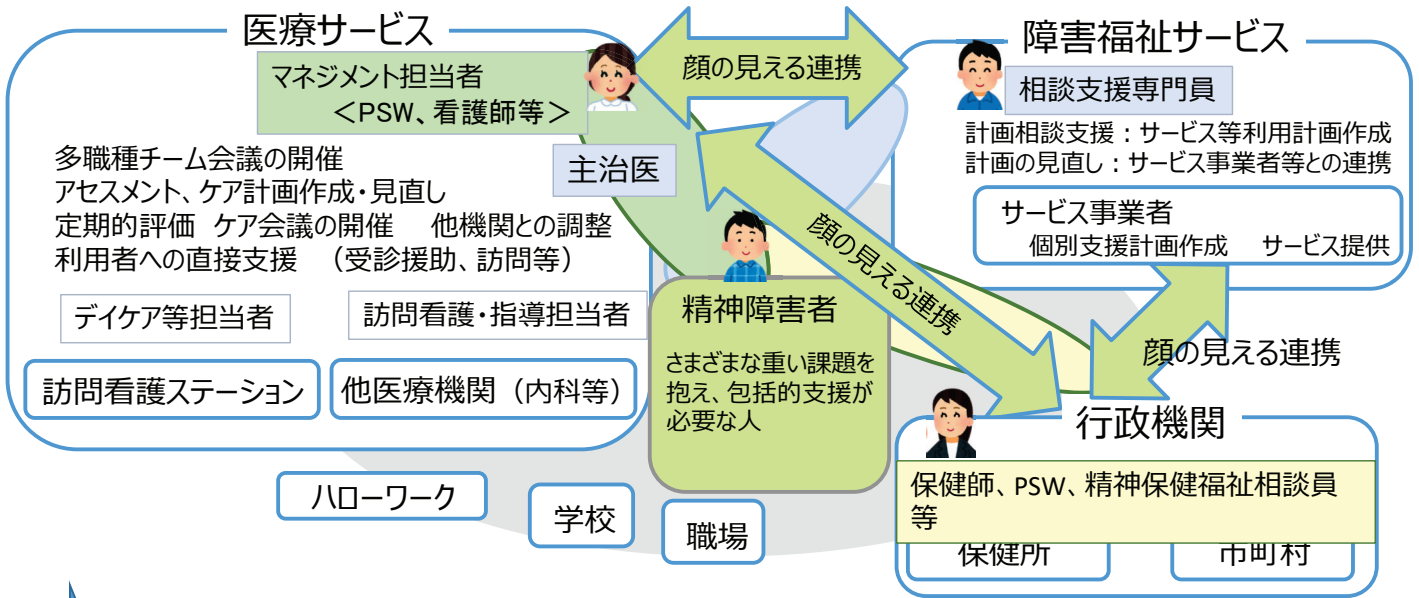 医療サービス
マネジメント担当者
＜PSW、看護師等＞
主治医
多職種チーム会議の開催
アセスメント、ケア計画作成・見直し
定期的評価　ケア会議の開催　他機関との調整
利用者への直接支援　（受診援助、訪問等）
デイケア等担当者
訪問看護・指導担当者
訪問看護ステーション
他医療機関（内科等）
顔の見える連携
障害福祉サービス
相談支援専門員
計画相談支援：サービス等利用計画作成
計画の見直し：サービス事業者等との連携
サービス事業者
個別支援計画作成　サービス提供
顔の見える連携
顔の見える連携
精神障害者
さまざまな重い課題を
抱え、包括的支援が
必要な人
行政機関
保健師、PSW、精神保健福祉相談員
等
保健所
市町村
ハローワーク
学校
職場